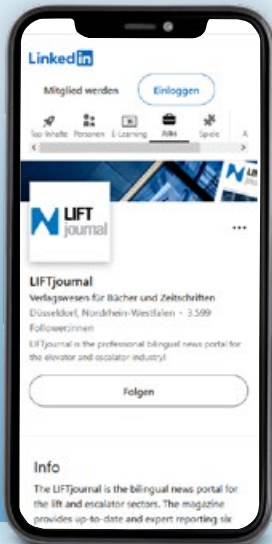 LinkedIn
Mitglied werden
Einloggen
Top-Inhalte Personen E-Learning Jobs Spiele A
LIFT
journal
LIFTjournal
Verlagswesen für Bücher und Zeitschriften
Düsseldorf, Nordrhein-Westfalen · 3.599
Follower:innen
LIFTjournal is the professional bilingual news portal for
the elevator and escalator industry!
Folgen
Info
The LIFTjournal is the bilingual news portal for
the lift and escalator sectors. The magazine
provides up-to-date and expert reporting six